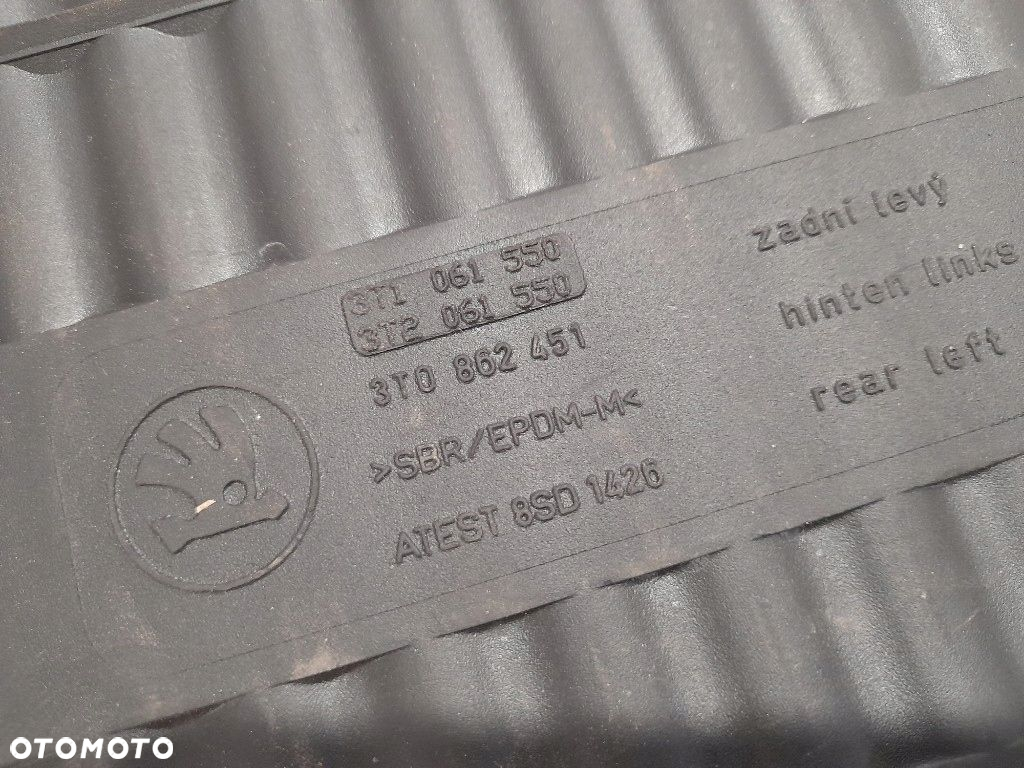 3T1 061 550
3T2 061 550
3T0 862 451
>SBR/EPDM-M<
ATEST 8SD 1426
zadní levý
hinten links
rear left
OTOMOTO